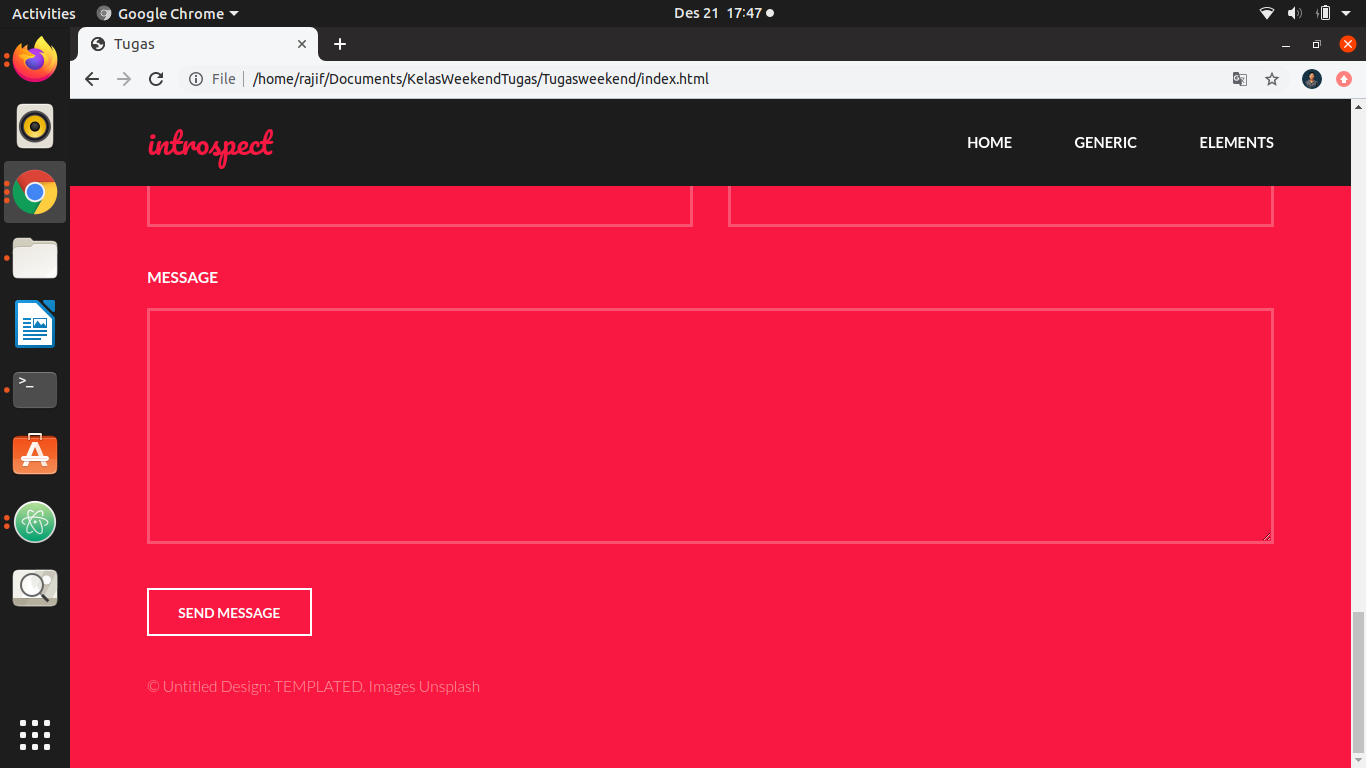 Activities Google Chrome Des 21 17:47
Tugas
File /home/rajif/Documents/KelasWeekendTugas/Tugasweekend/index.html
introspect HOME GENERIC ELEMENTS
MESSAGE
SEND MESSAGE
© Untitled Design: TEMPLATED. Images Unsplash